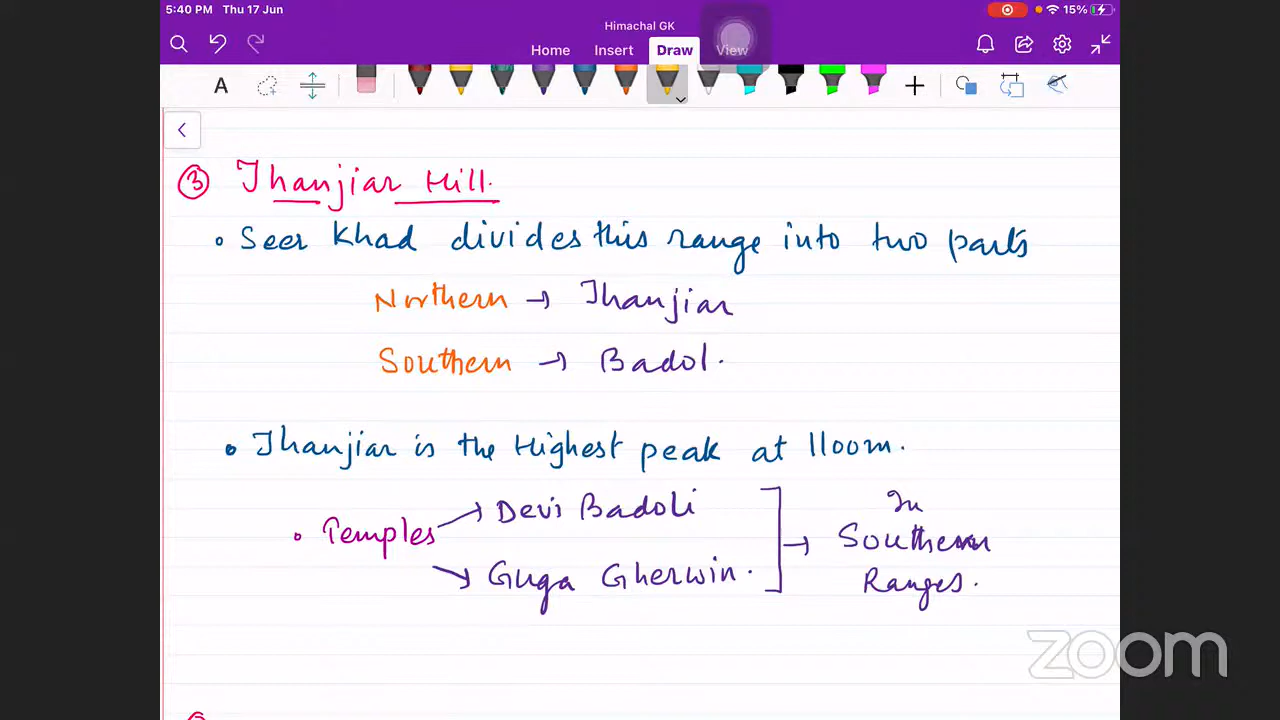 5:40 PM Thu 17 Jun
15%
Himachal GK
Home Insert Draw View
A
③ Jhanjiar Hill.
• Seer Khad divides this range into two parts
Northern → Jhanjiar
Southern → Badol.
• Jhanjiar is the Highest peak at 1100m.
• Temples → Devi Badoli
→ Guga Gherwin.
→ In Southern Ranges.
zoom